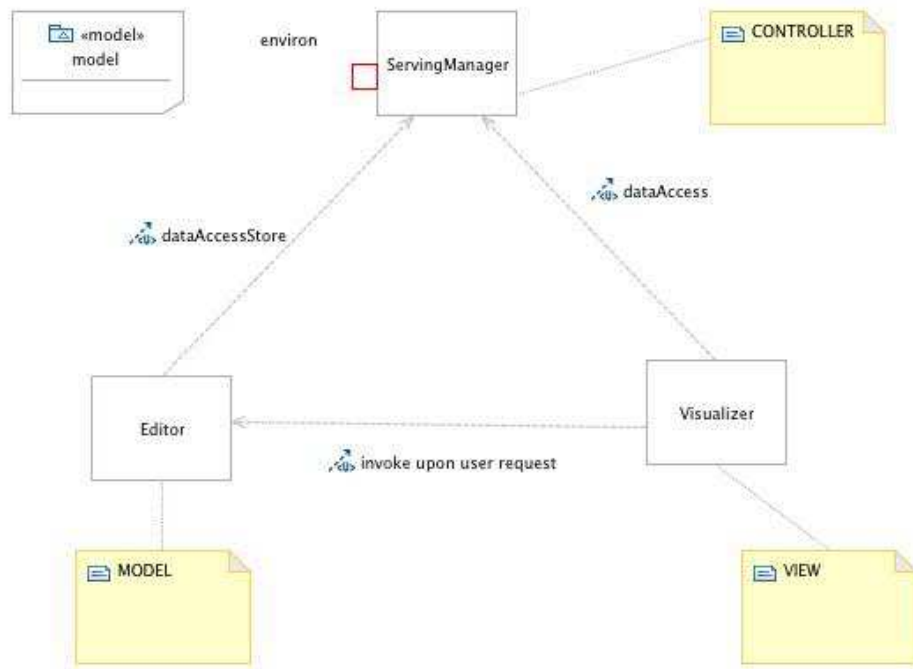 «model»
model
environ
ServingManager
CONTROLLER
dataAccess
dataAccessStore
Editor
Visualizer
invoke upon user request
MODEL
VIEW